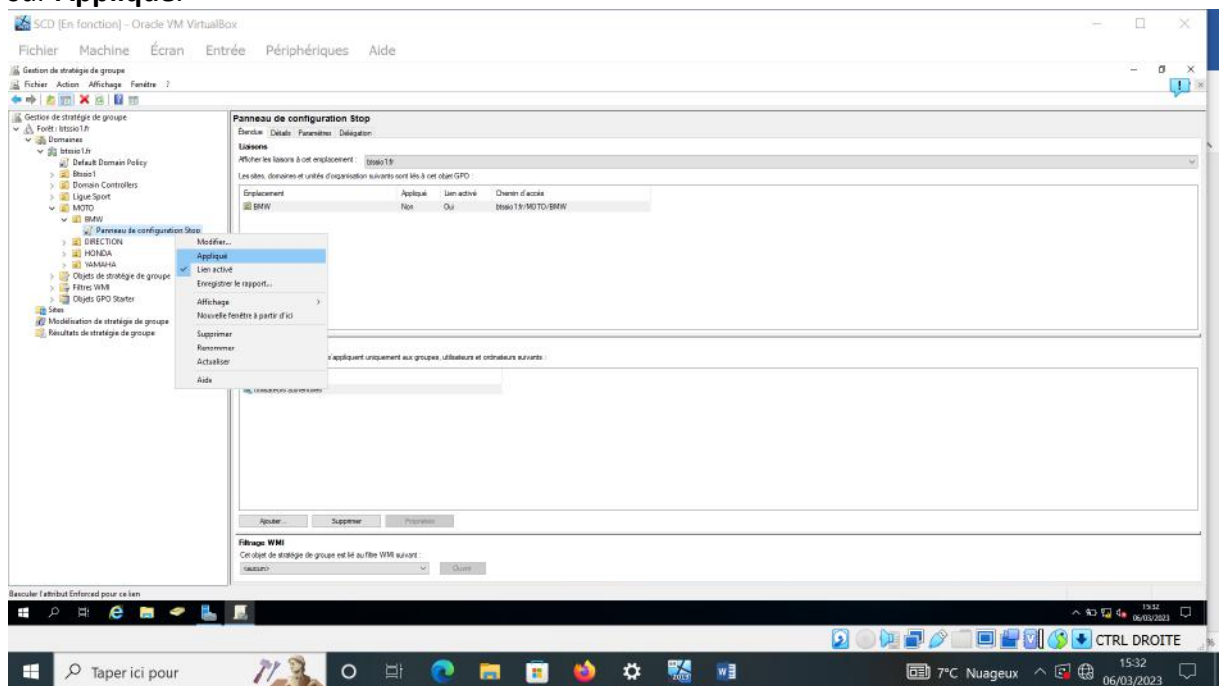 sur Appliqué.
SCD [En fonction] - Oracle VM VirtualBox
Fichier Machine Écran Entrée Périphériques Aide
Gestion de stratégie de groupe
Fichier Action Affichage Fenêtre ?
Gestion de stratégie de groupe
Forêt : btssio1.fr
Domaines
btssio1.fr
Default Domain Policy
Btssio1
Domain Controllers
Ligue Sport
MOTO
BMW
Panneau de configuration Stop
DIRECTION
HONDA
YAMAHA
Objets de stratégie de groupe
Filtres WMI
Objets GPO Starter
Sites
Modélisation de stratégie de groupe
Résultats de stratégie de groupe
Modifier...
Appliqué
Lien activé
Enregistrer le rapport...
Affichage
Nouvelle fenêtre à partir d'ici
Supprimer
Renommer
Actualiser
Aide
Panneau de configuration Stop
Étendue Détails Paramètres Délégation
Liaisons
Afficher les liaisons à cet emplacement : btssio1.fr
Les sites, domaines et unités d'organisation suivants sont liés à cet objet GPO :
Emplacement Appliqué Lien activé Chemin d'accès
BMW Non Oui btssio1.fr/MOTO/BMW
s'appliquent uniquement aux groupes, utilisateurs et ordinateurs suivants :
Ajouter... Supprimer Propriétés
Filtrage WMI
Cet objet de stratégie de groupe est lié au filtre WMI suivant :
<aucun> Ouvrir
Basculer l'attribut Enforced pour ce lien
15:32
06/03/2023
CTRL DROITE
Taper ici pour
7°C Nuageux
15:32
06/03/2023